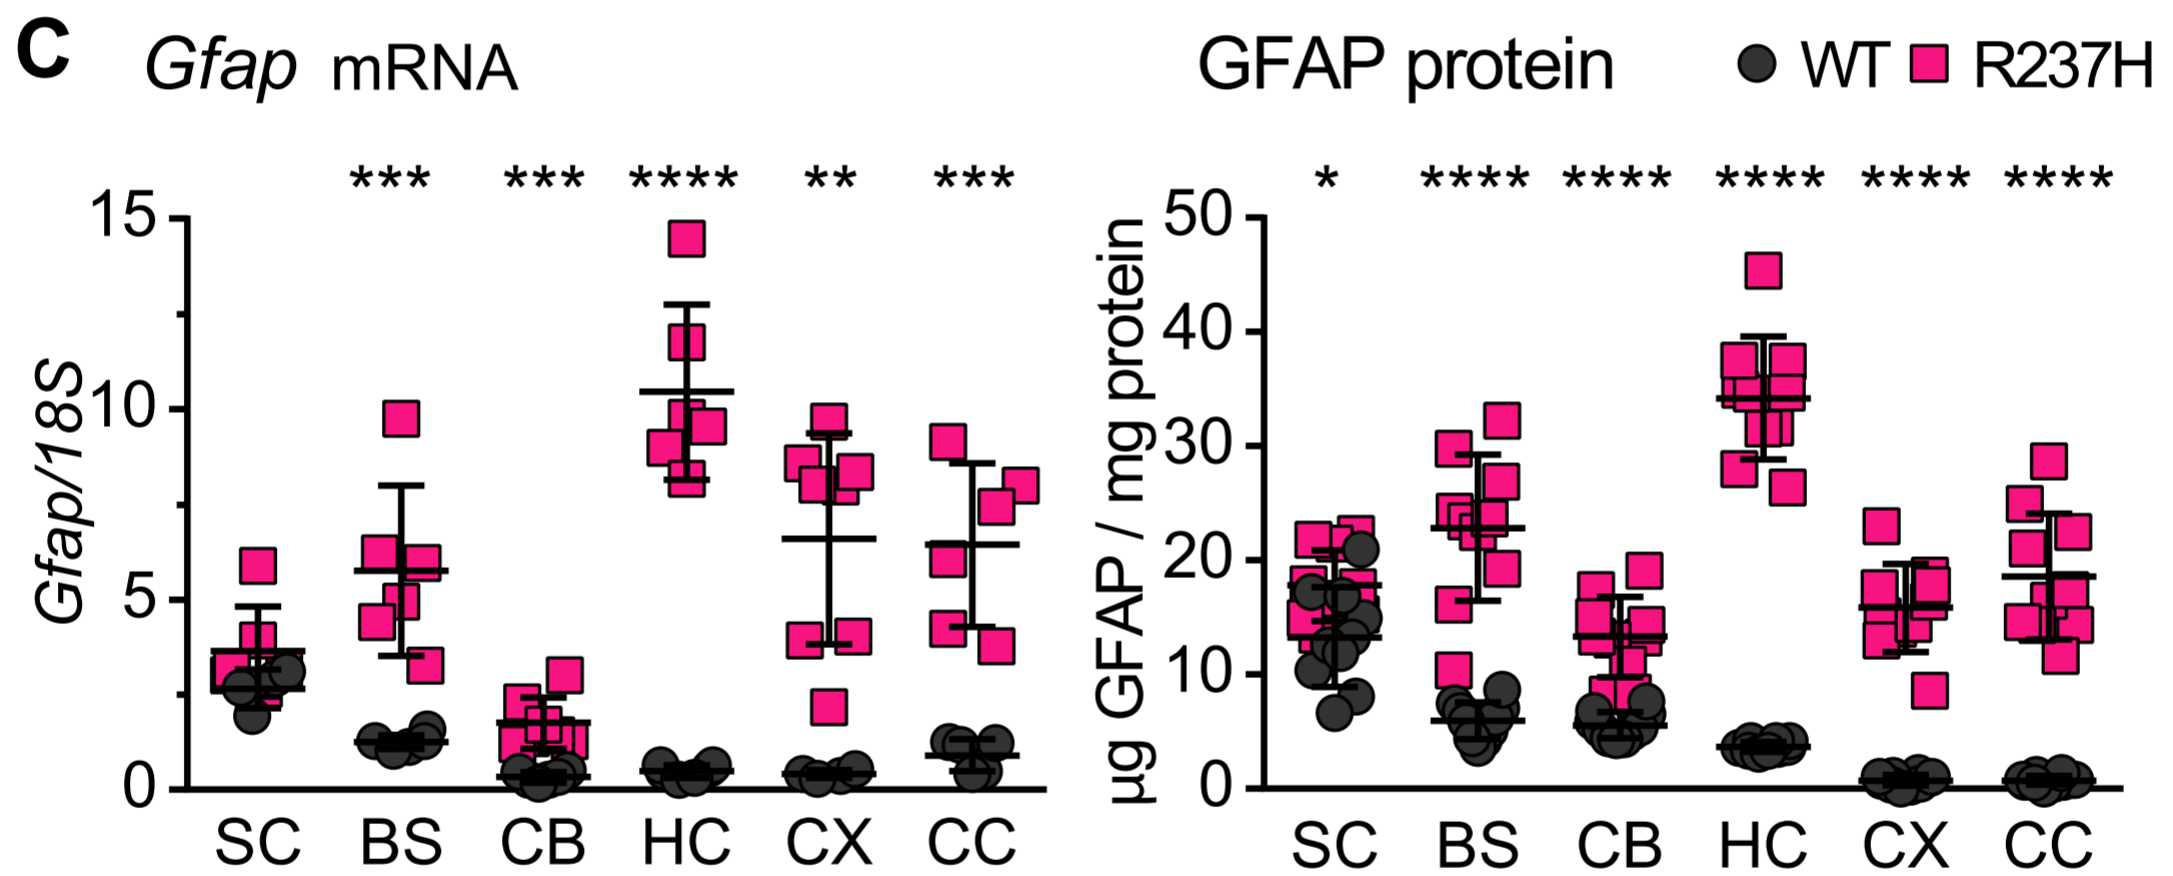 C Gfap mRNA GFAP protein WT R237H
*** *** **** ** *** * **** **** **** **** ****
Gfap/18S
15
10
5
0
SC BS CB HC CX CC
µg GFAP / mg protein
50
40
30
20
10
0
SC BS CB HC CX CC